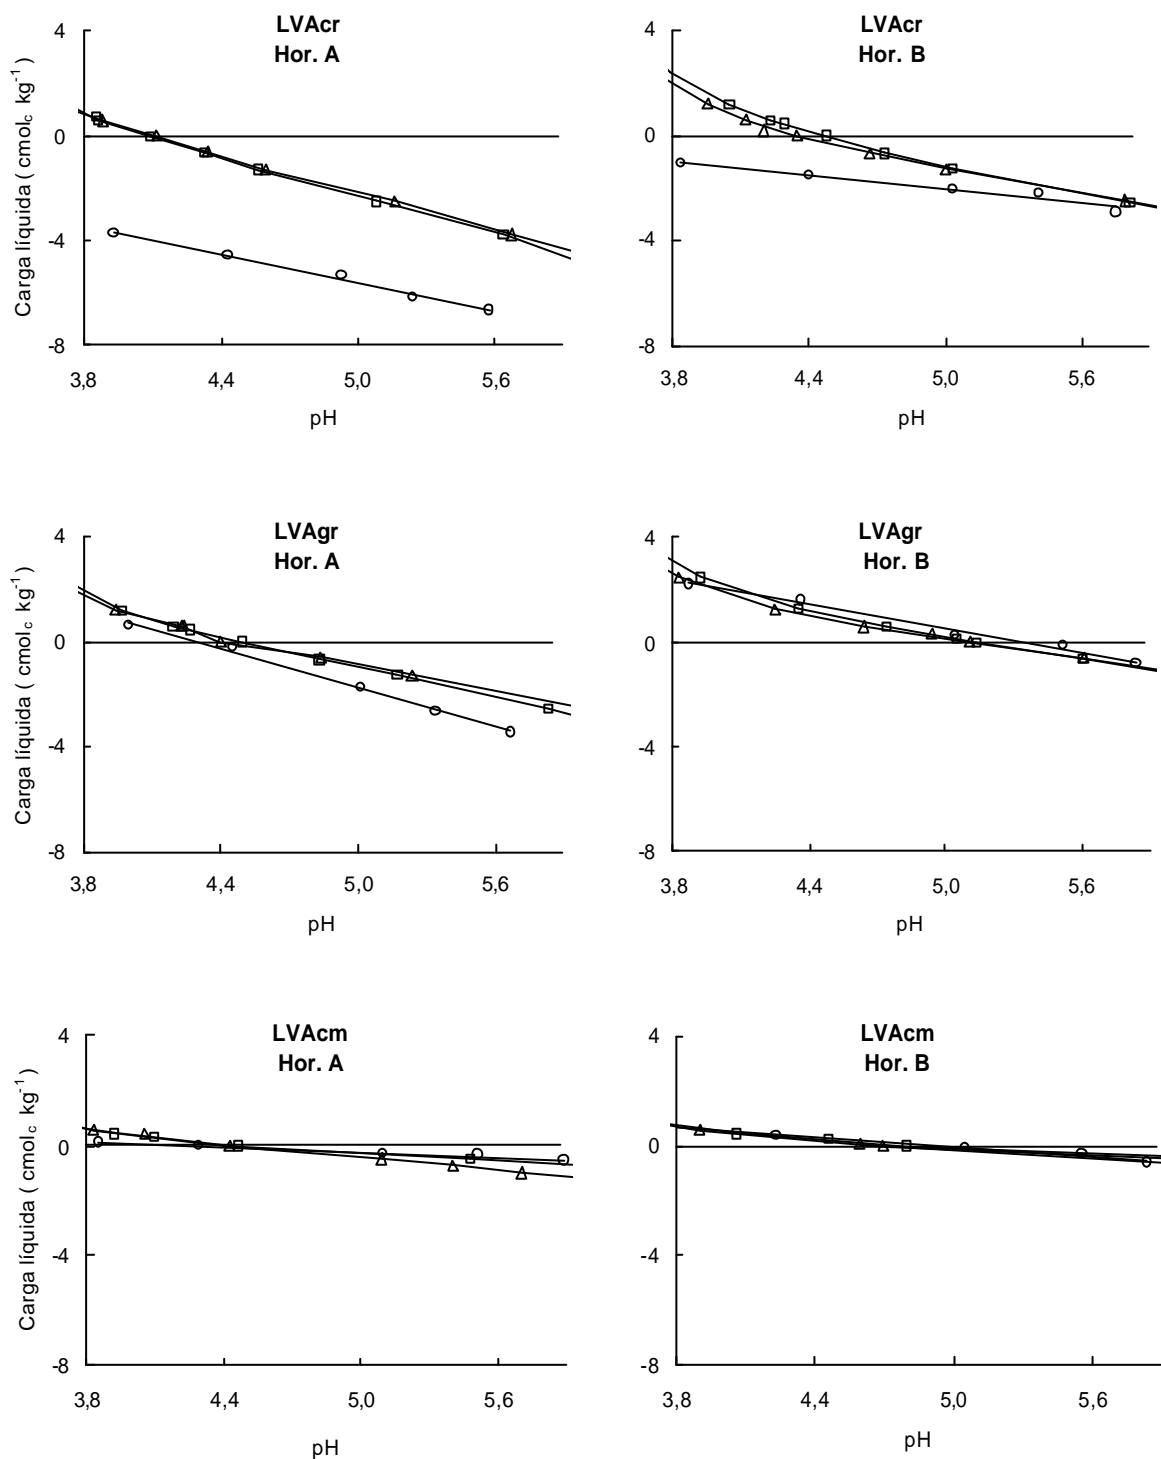 LVAcr
Hor. A
Carga líquida ( cmolc kg-1 )
4
0
-4
-8
3,8 4,4 5,0 5,6
pH
LVAcr
Hor. B
4
0
-4
-8
3,8 4,4 5,0 5,6
pH
LVAgr
Hor. A
Carga líquida ( cmolc kg-1 )
4
0
-4
-8
3,8 4,4 5,0 5,6
pH
LVAgr
Hor. B
4
0
-4
-8
3,8 4,4 5,0 5,6
pH
LVAcm
Hor. A
Carga líquida ( cmolc kg-1 )
4
0
-4
-8
3,8 4,4 5,0 5,6
pH
LVAcm
Hor. B
4
0
-4
-8
3,8 4,4 5,0 5,6
pH